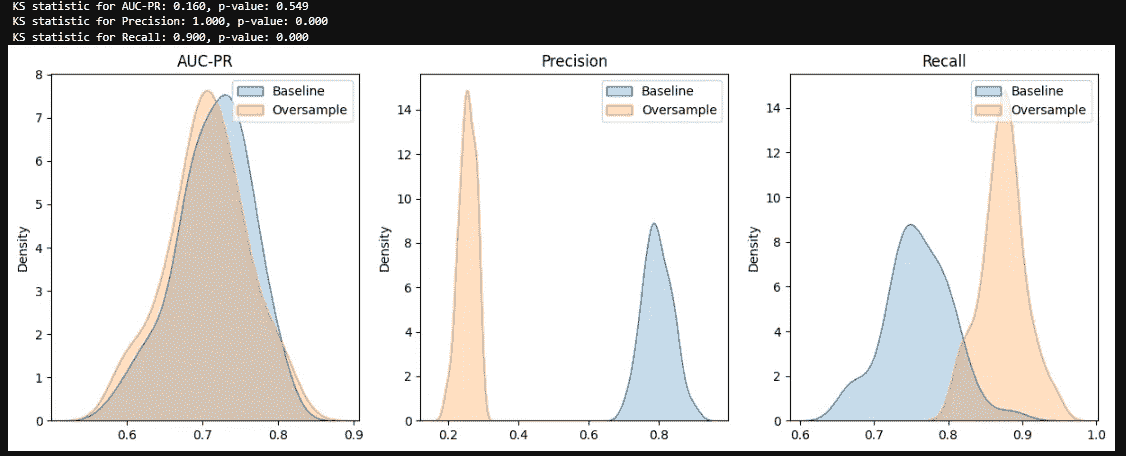 KS statistic for AUC-PR: 0.160, p-value: 0.549
KS statistic for Precision: 1.000, p-value: 0.000
KS statistic for Recall: 0.900, p-value: 0.000
AUC-PR
Density
8
7
6
5
4
3
2
1
0
0.6 0.7 0.8 0.9
Baseline
Oversample
Precision
Density
14
12
10
8
6
4
2
0
0.2 0.4 0.6 0.8
Baseline
Oversample
Recall
Density
14
12
10
8
6
4
2
0
0.6 0.7 0.8 0.9 1.0
Baseline
Oversample